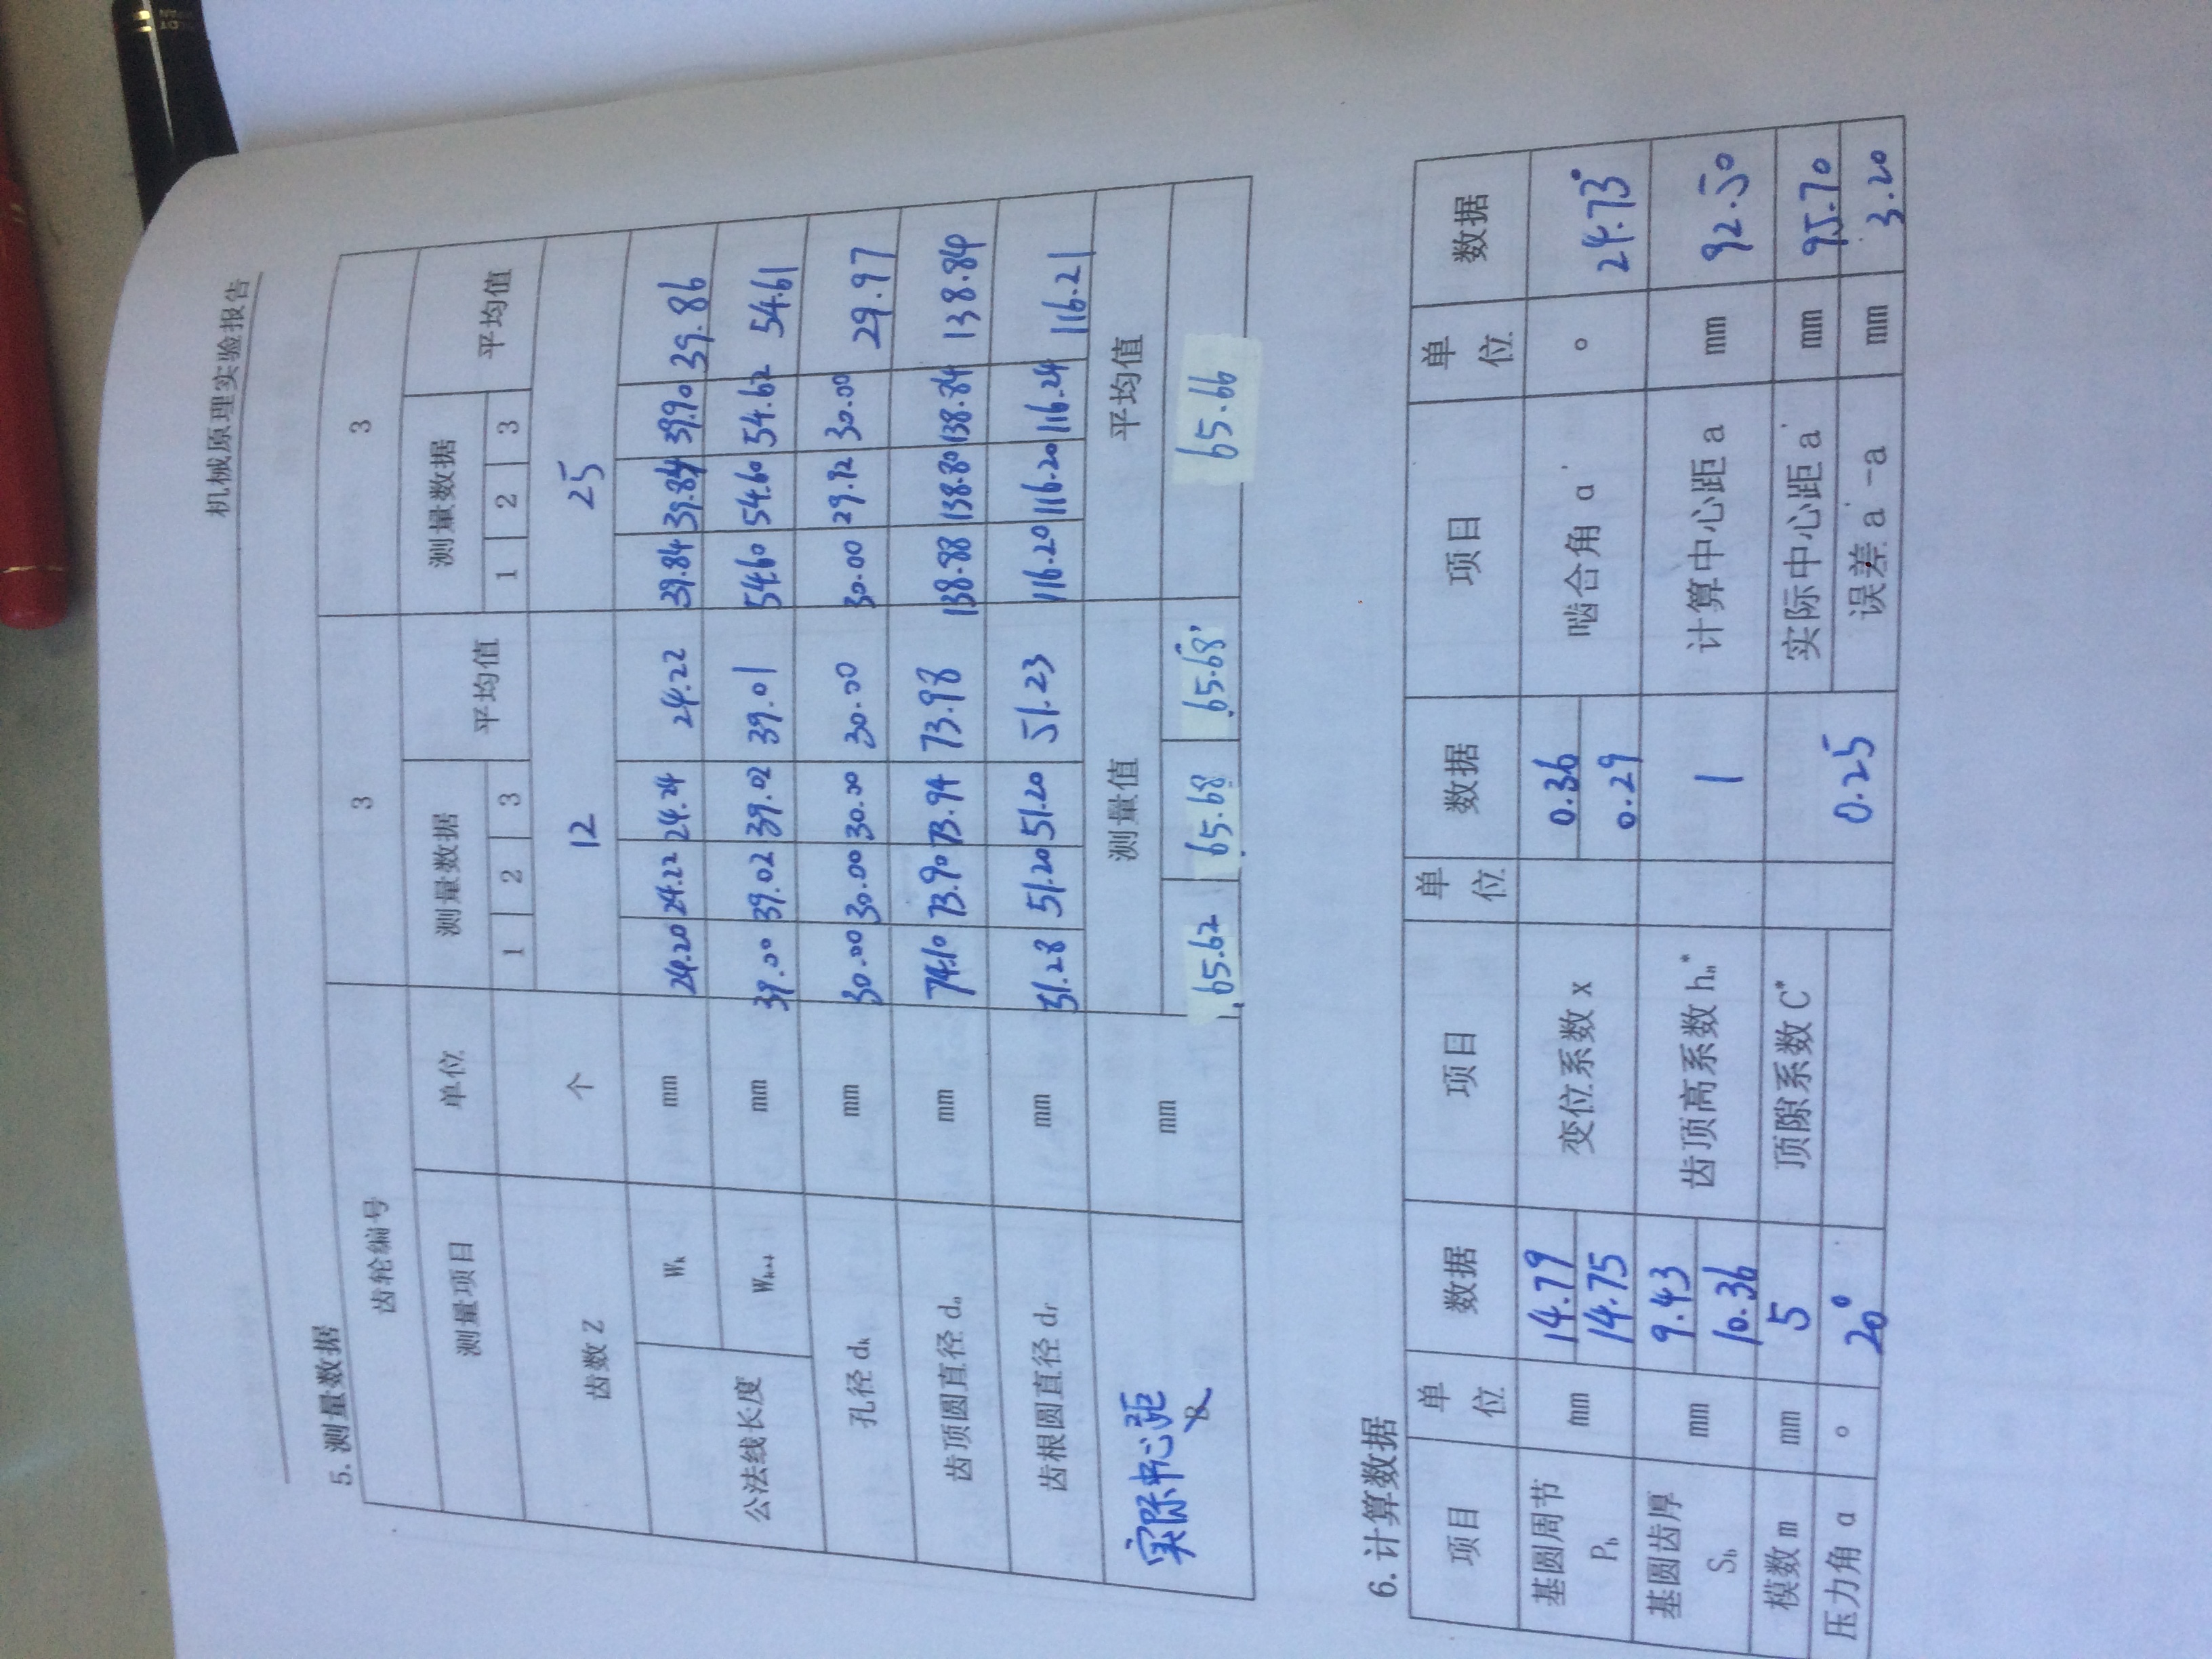 机械原理实验报告
5. 测量数据
齿轮编号 3 3
测量项目 单位 测量数据 平均值 测量数据 平均值
1 2 3 1 2 3
齿数 Z 个 12 25
公法线长度 Wk mm 24.20 24.22 24.24 24.22 39.84 39.84 39.90 39.86
Wk+1 mm 39.00 39.02 39.02 39.01 54.60 54.60 54.62 54.61
孔径 dk mm 30.00 30.00 30.00 30.00 30.00 29.92 30.00 29.97
齿顶圆直径 da mm 74.10 73.90 73.94 73.98 138.88 138.80 138.84 138.84
齿根圆直径 df mm 51.28 51.20 51.20 51.23 116.20 116.20 116.24 116.21
实际中心距 mm 测量值 平均值
65.62 65.68 65.68 65.66
6. 计算数据
项目 单位 数据 项目 单位 数据 项目 单位 数据
基圆周节 Pb mm 14.79 14.75 变位系数 x 0.36 0.29 啮合角 α' ° 24.73°
基圆齿厚 Sb mm 9.43 10.36 齿顶高系数 ha* 1 计算中心距 a mm 92.50
模数 m mm 5 顶隙系数 C* 0.25 实际中心距 a' mm 95.70
压力角 α ° 20° 误差 a'-a mm 3.20